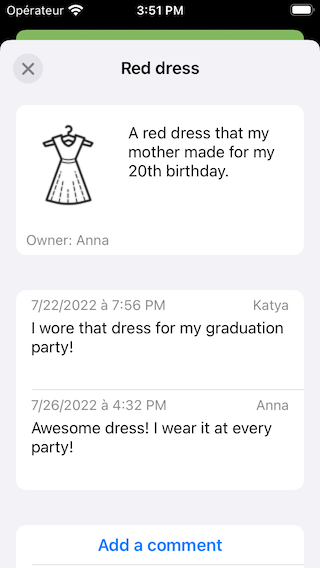 Opérateur 3:51 PM
Red dress
A red dress that my
mother made for my
20th birthday.
Owner: Anna
7/22/2022 à 7:56 PM Katya
I wore that dress for my graduation
party!
7/26/2022 à 4:32 PM Anna
Awesome dress! I wear it at every
party!
Add a comment